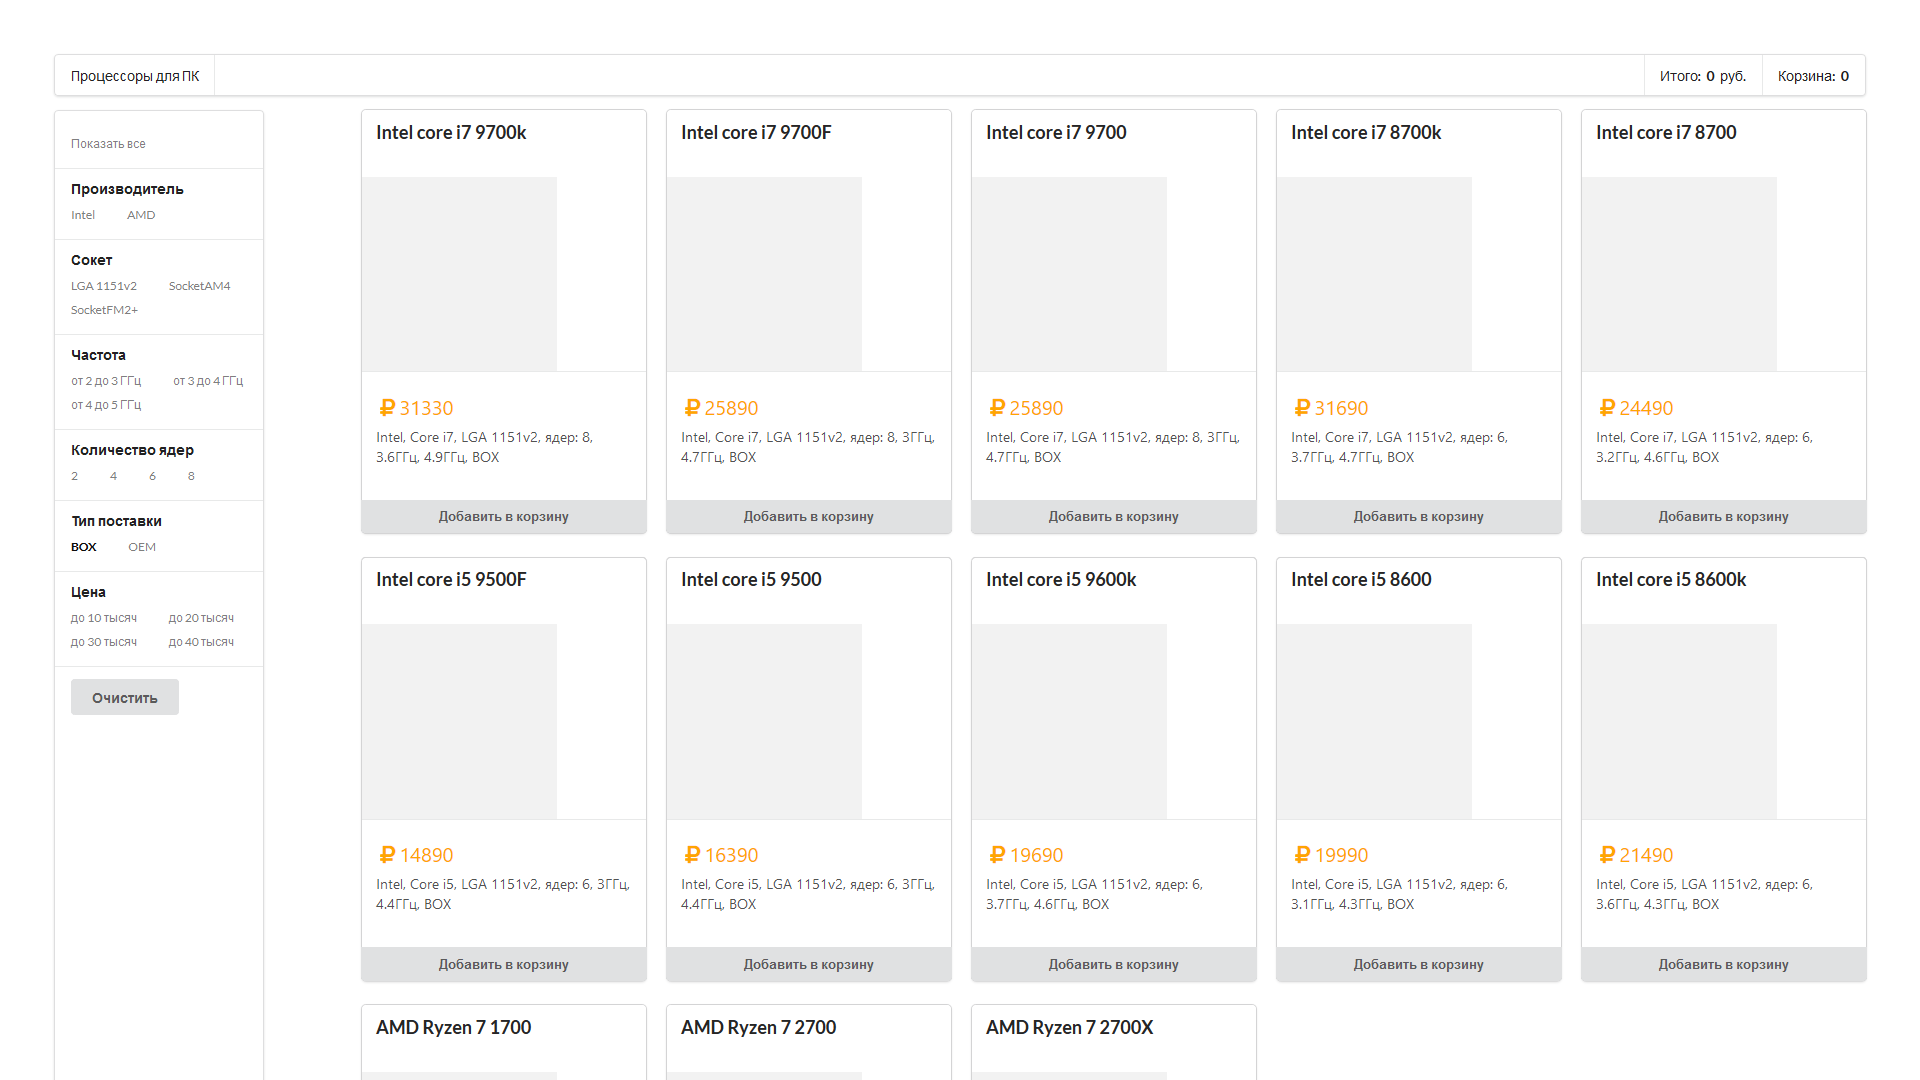 Процессоры для ПК
Итого: 0 руб.
Корзина: 0
Показать все
Производитель
Intel AMD
Сокет
LGA 1151v2 SocketAM4
SocketFM2+
Частота
от 2 до 3 ГГц от 3 до 4 ГГц
от 4 до 5 ГГц
Количество ядер
2 4 6 8
Тип поставки
BOX OEM
Цена
до 10 тысяч до 20 тысяч
до 30 тысяч до 40 тысяч
Очистить
Intel core i7 9700k
₽ 31330
Intel, Core i7, LGA 1151v2, ядер: 8,
3.6ГГц, 4.9ГГц, BOX
Добавить в корзину
Intel core i7 9700F
₽ 25890
Intel, Core i7, LGA 1151v2, ядер: 8, 3ГГц,
4.7ГГц, BOX
Добавить в корзину
Intel core i7 9700
₽ 25890
Intel, Core i7, LGA 1151v2, ядер: 8, 3ГГц,
4.7ГГц, BOX
Добавить в корзину
Intel core i7 8700k
₽ 31690
Intel, Core i7, LGA 1151v2, ядер: 6,
3.7ГГц, 4.7ГГц, BOX
Добавить в корзину
Intel core i7 8700
₽ 24490
Intel, Core i7, LGA 1151v2, ядер: 6,
3.2ГГц, 4.6ГГц, BOX
Добавить в корзину
Intel core i5 9500F
₽ 14890
Intel, Core i5, LGA 1151v2, ядер: 6, 3ГГц,
4.4ГГц, BOX
Добавить в корзину
Intel core i5 9500
₽ 16390
Intel, Core i5, LGA 1151v2, ядер: 6, 3ГГц,
4.4ГГц, BOX
Добавить в корзину
Intel core i5 9600k
₽ 19690
Intel, Core i5, LGA 1151v2, ядер: 6,
3.7ГГц, 4.6ГГц, BOX
Добавить в корзину
Intel core i5 8600
₽ 19990
Intel, Core i5, LGA 1151v2, ядер: 6,
3.1ГГц, 4.3ГГц, BOX
Добавить в корзину
Intel core i5 8600k
₽ 21490
Intel, Core i5, LGA 1151v2, ядер: 6,
3.6ГГц, 4.3ГГц, BOX
Добавить в корзину
AMD Ryzen 7 1700
AMD Ryzen 7 2700
AMD Ryzen 7 2700X